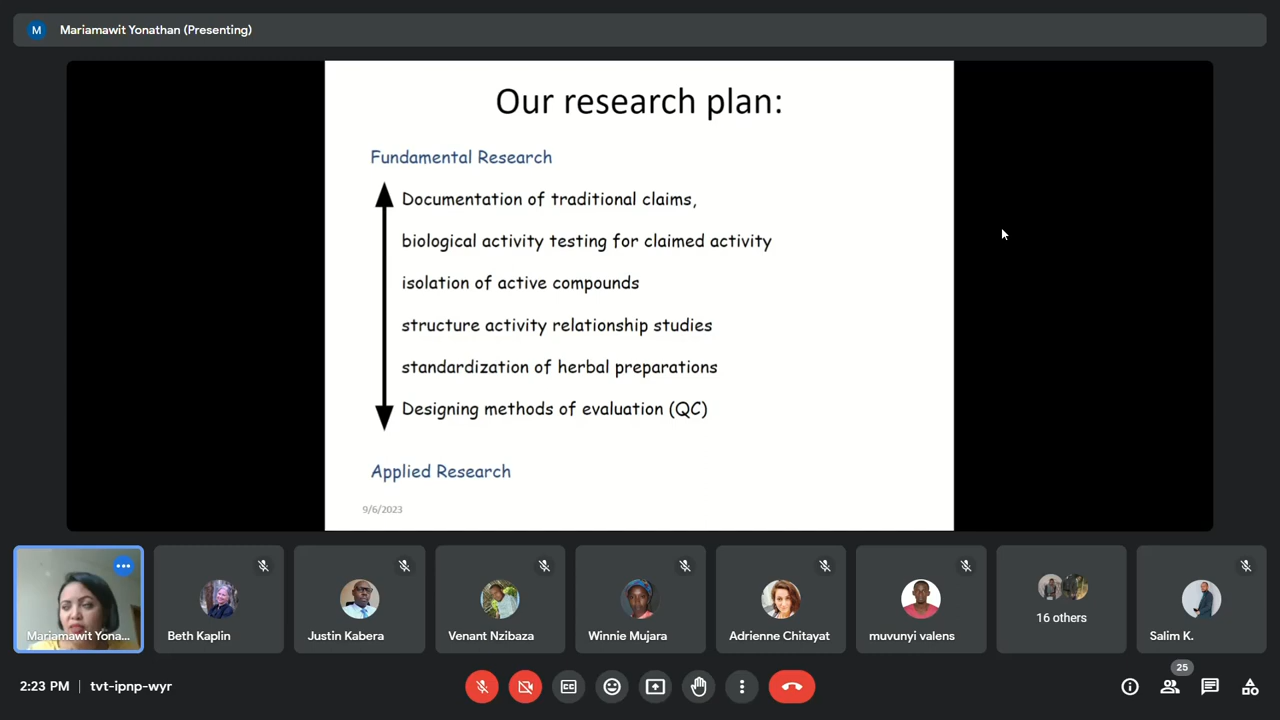 M
Mariamawit Yonathan (Presenting)
Our research plan:
Fundamental Research
Documentation of traditional claims,
biological activity testing for claimed activity
isolation of active compounds
structure activity relationship studies
standardization of herbal preparations
Designing methods of evaluation (QC)
Applied Research
9/6/2023
Mariamawit Yona...
Beth Kaplin
Justin Kabera
Venant Nzibaza
Winnie Mujara
Adrienne Chitayat
muvunyi valens
16 others
Salim K.
2:23 PM | tvt-ipnp-wyr
25